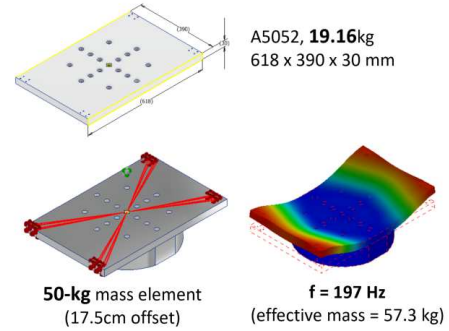 (390)
(30)
(618)
A5052, 19.16kg
618 x 390 x 30 mm
50-kg mass element
(17.5cm offset)
f = 197 Hz
(effective mass = 57.3 kg)